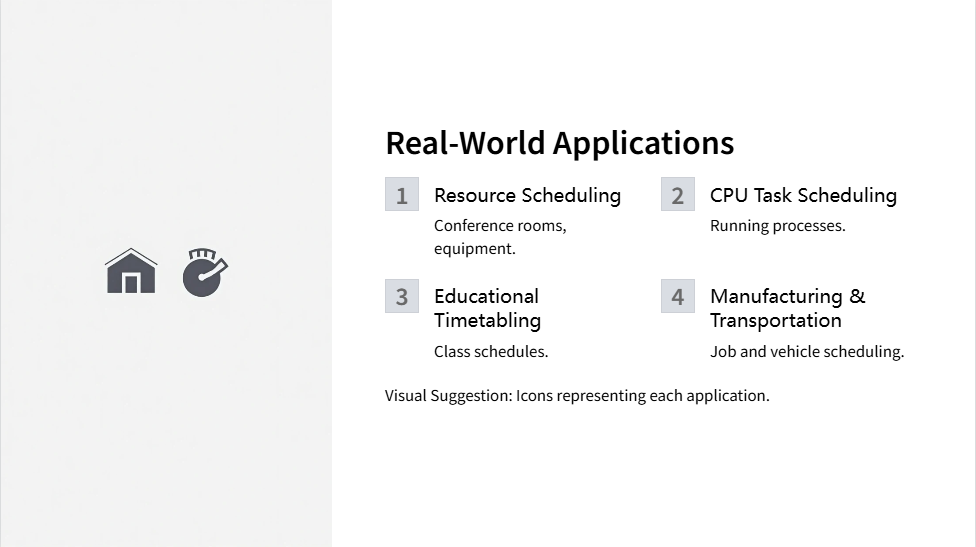 Real-World Applications
1
Resource Scheduling
Conference rooms,
equipment.
2
CPU Task Scheduling
Running processes.
3
Educational
Timetabling
Class schedules.
4
Manufacturing &
Transportation
Job and vehicle scheduling.
Visual Suggestion: Icons representing each application.